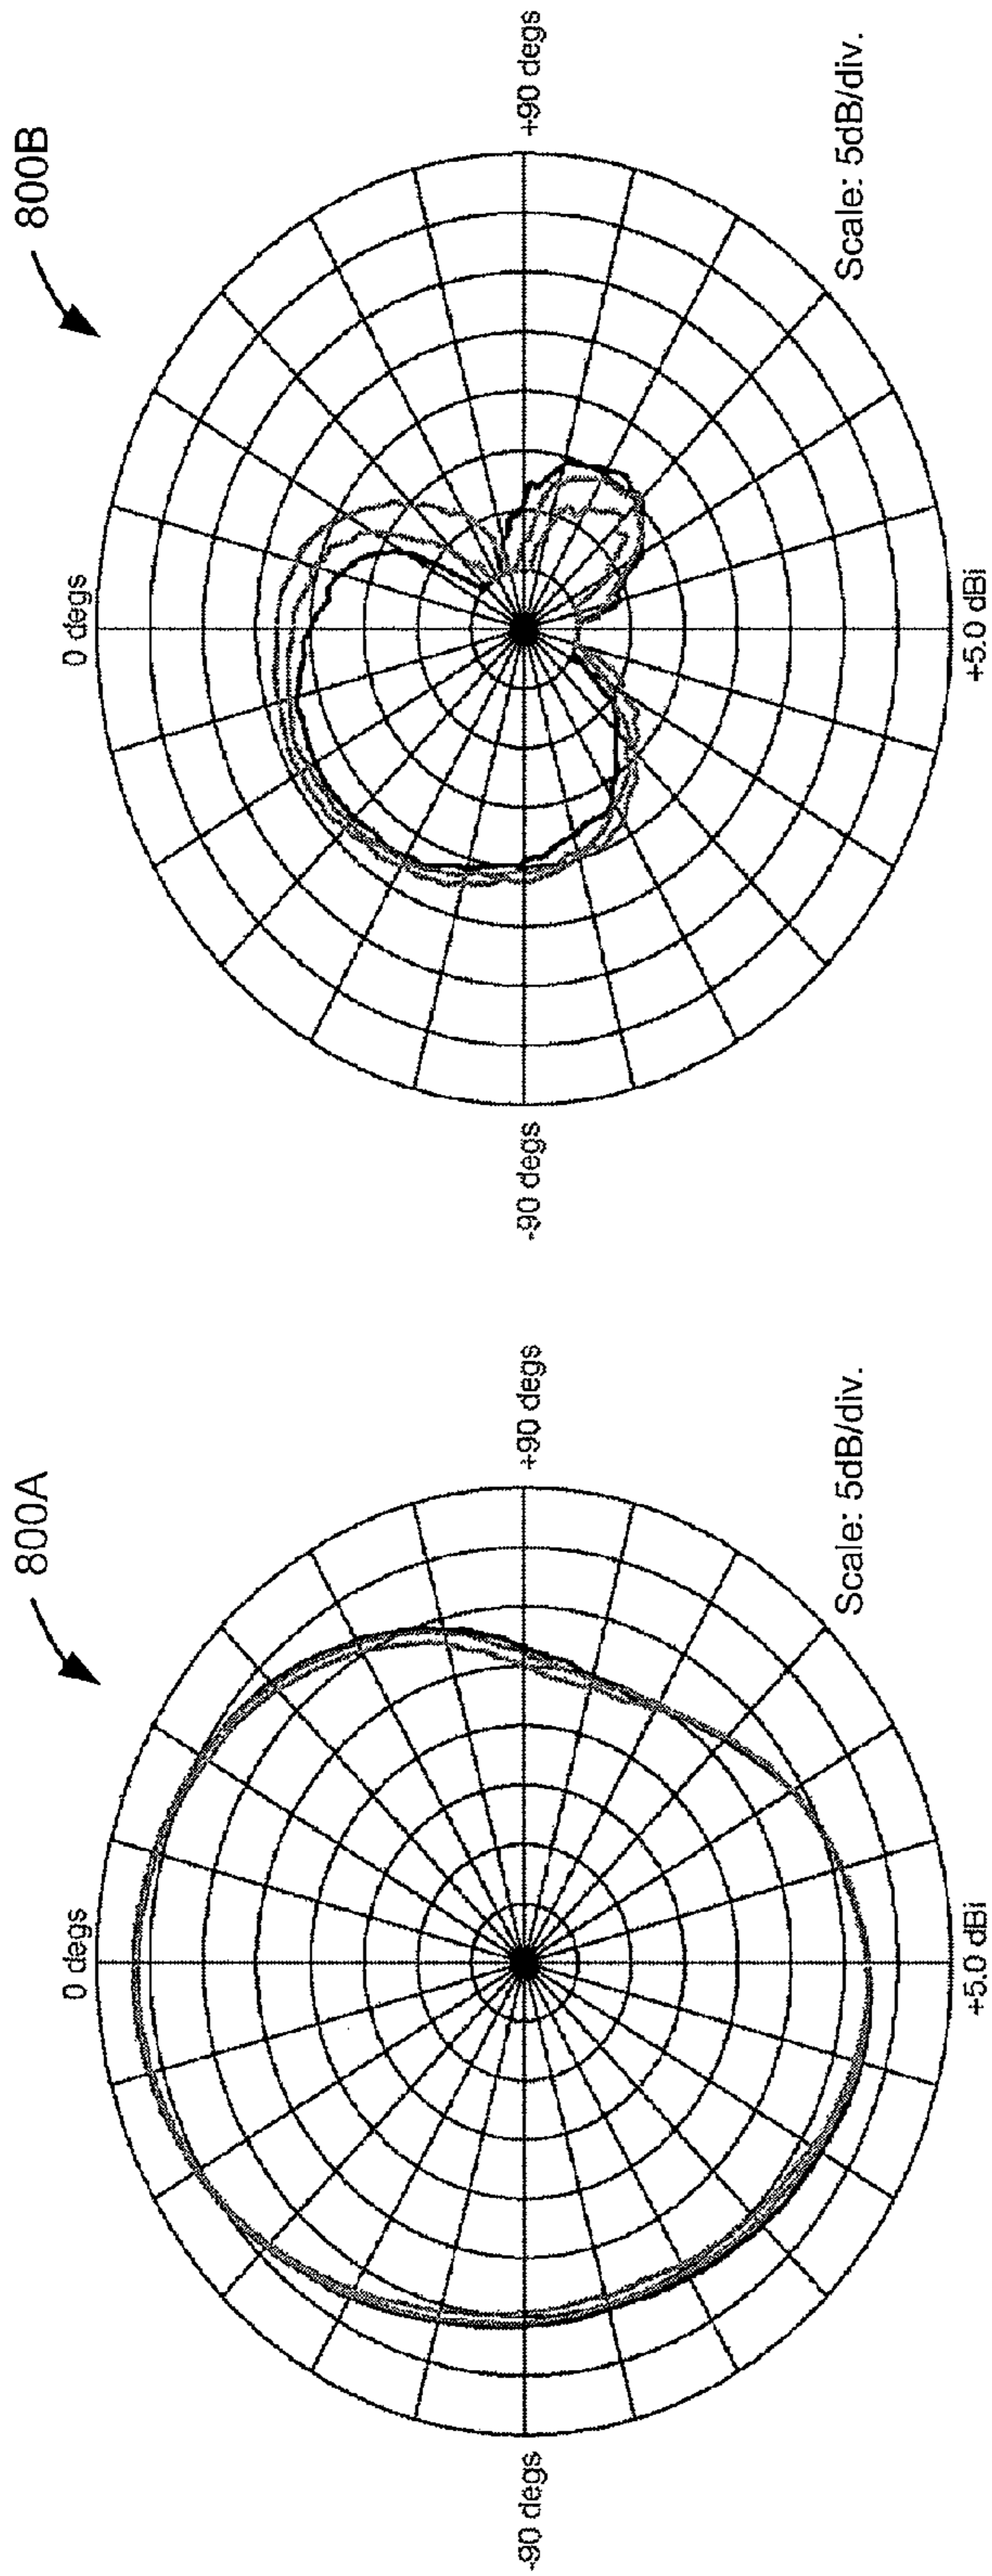 800A
0 degs
-90 degs
+90 degs
+5.0 dBi
Scale: 5dB/div.
800B
0 degs
-90 degs
+90 degs
+5.0 dBi
Scale: 5dB/div.